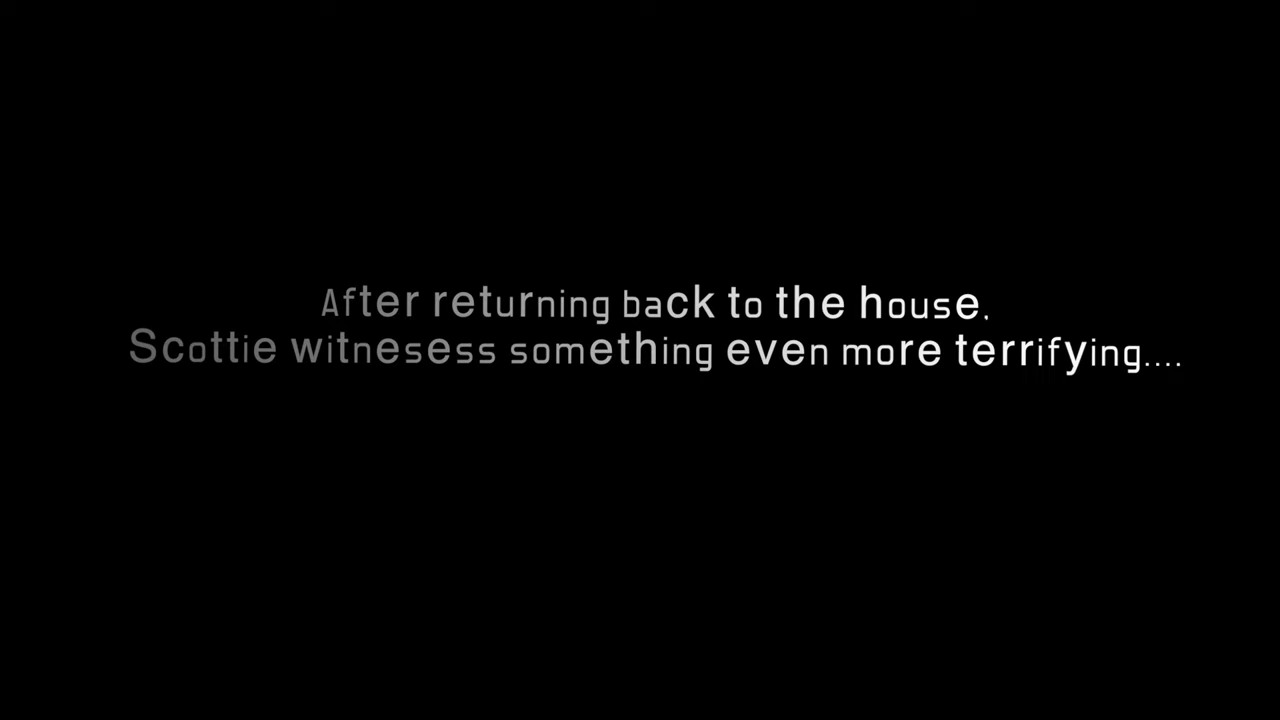 After returning back to the house,
Scottie witnesess something even more terrifying....